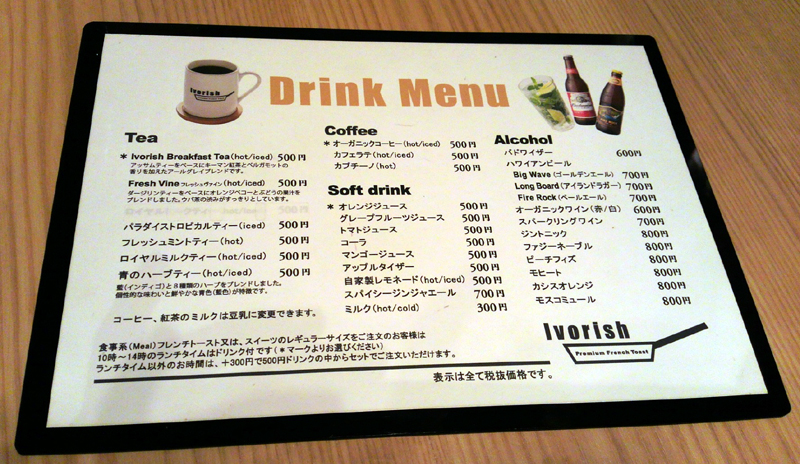 Ivorish
Drink Menu
Tea
* Ivorish Breakfast Tea (hot/iced) 500円
アッサムティーをベースにキーマン紅茶とベルガモットの
香りを加えたアールグレイブレンドです。
Fresh Vine フレッシュヴァイン (hot/iced) 500円
ダージリンティーをベースにオレンジペコーとぶどうの果汁を
ブレンドしました。ウバ茶の渋みがすっきりとしています。
パラダイストロピカルティー (iced) 500円
フレッシュミントティー (hot) 500円
ロイヤルミルクティー (hot/iced) 500円
青のハーブティー (hot/iced) 500円
藍(インディゴ)と8種類のハーブをブレンドしました。
個性的な味わいと鮮やかな青色(藍色)が特徴です。
コーヒー、紅茶のミルクは豆乳に変更できます。
Coffee
* オーガニックコーヒー (hot/iced) 500円
カフェラテ (hot/iced) 500円
カプチーノ (hot) 500円
Soft drink
* オレンジジュース 500円
グレープフルーツジュース 500円
トマトジュース 500円
コーラ 500円
マンゴージュース 500円
アップルタイザー 500円
自家製レモネード (hot/iced) 500円
スパイシージンジャエール 700円
ミルク (hot/cold) 300円
Alcohol
バドワイザー 600円
ハワイアンビール
Big Wave (ゴールデンエール) 700円
Long Board (アイランドラガー) 700円
Fire Rock (ペールエール) 700円
オーガニックワイン (赤/白) 600円
スパークリングワイン 700円
ジントニック 800円
ファジーネーブル 800円
ピーチフィズ 800円
モヒート 800円
カシスオレンジ 800円
モスコミュール 800円
食事系(Meal)フレンチトースト又は、スイーツのレギュラーサイズをご注文のお客様は
10時〜14時のランチタイムはドリンク付です(*マークよりお選びください)
ランチタイム以外のお時間は、+300円で500円ドリンクの中からセットでご注文いただけます。
Ivorish
Premium French Toast
表示は全て税抜価格です。